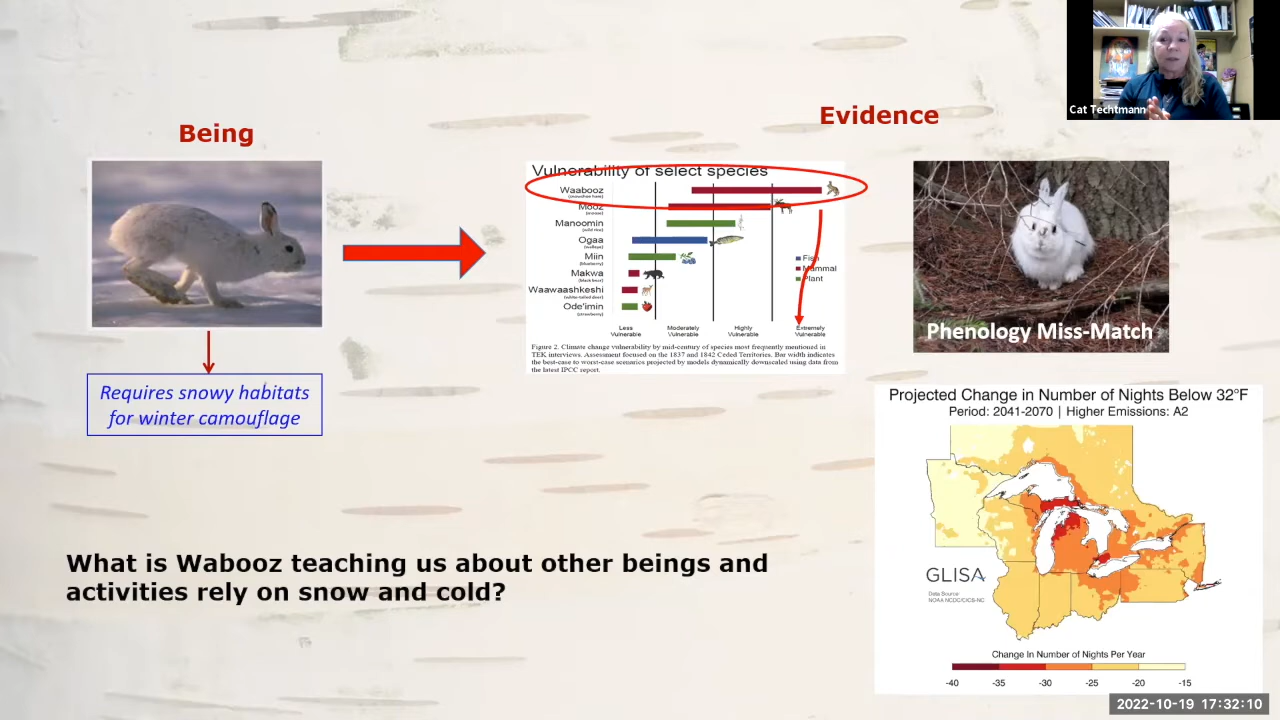 Cat Techtmann
Being
Evidence
Requires snowy habitats
for winter camouflage
Vulnerability of select species
Waabooz
(snowshoe hare)
Mooz
(moose)
Manoomin
(wild rice)
Ogaa
(walleye)
Miin
(blueberry)
Makwa
(black bear)
Waawaashkeshi
(white-tailed deer)
Ode'imin
(strawberry)
Fish
Mammal
Plant
Less
Vulnerable
Moderately
Vulnerable
Highly
Vulnerable
Extremely
Vulnerable
Figure 2. Climate change vulnerability by mid-century of species most frequently mentioned in
TEK interviews. Assessment focused on the 1837 and 1842 Ceded Territories. Bar width indicates
the best-case to worst-case scenarios projected by models dynamically downscaled using data from
the latest IPCC report.
Phenology Miss-Match
Projected Change in Number of Nights Below 32°F
Period: 2041-2070 | Higher Emissions: A2
GLISA
Data Source:
NOAA NCDC/CICS-NC
Change In Number of Nights Per Year
-40 -35 -30 -25 -20 -15
What is Wabooz teaching us about other beings and
activities rely on snow and cold?
2022-10-19 17:32:10